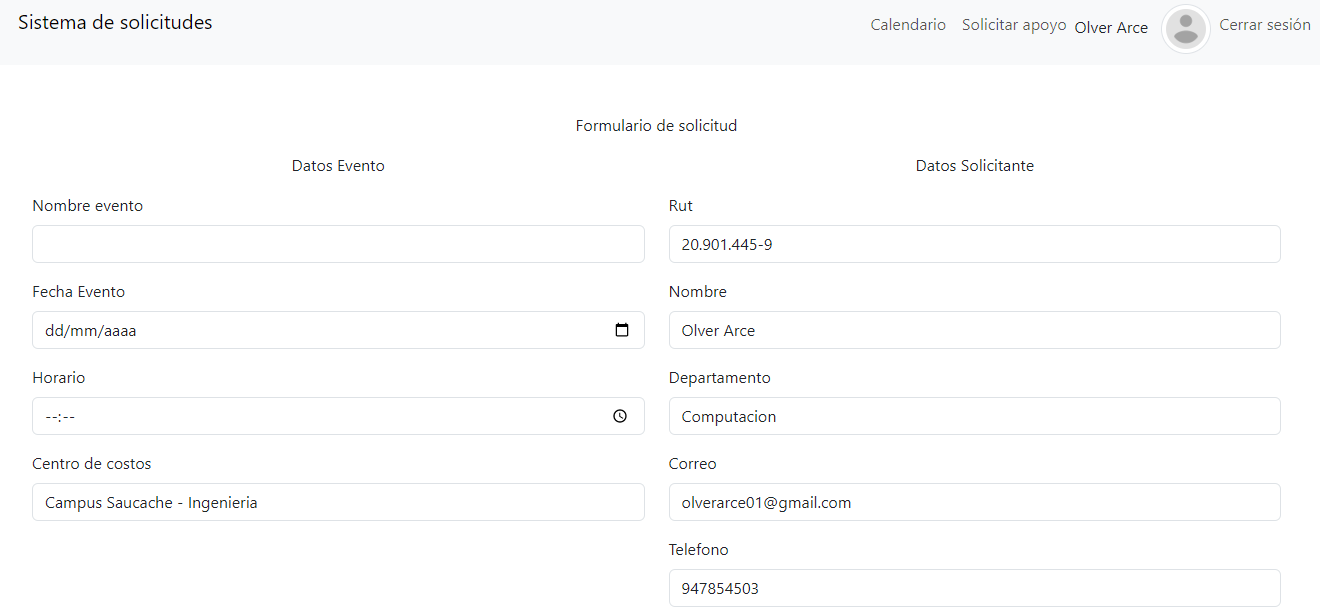 Sistema de solicitudes
Calendario Solicitar apoyo Olver Arce Cerrar sesión
Formulario de solicitud
Datos Evento
Nombre evento
Fecha Evento
dd/mm/aaaa
Horario
--:--
Centro de costos
Campus Saucache - Ingenieria
Datos Solicitante
Rut
20.901.445-9
Nombre
Olver Arce
Departamento
Computacion
Correo
olverarce01@gmail.com
Telefono
947854503